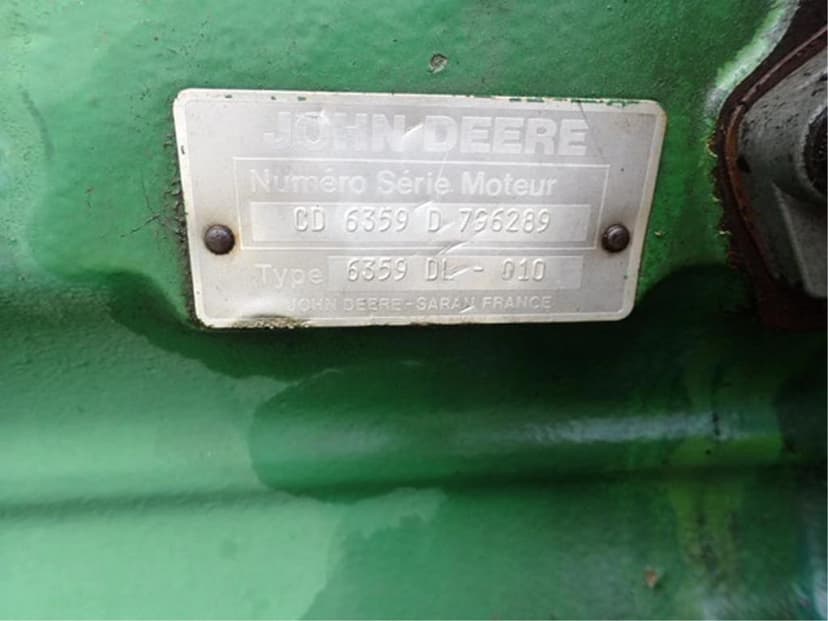 JOHN DEERE
Numéro Série Moteur
CD 6359 D 796289
Type 6359 DL - 010
JOHN DEERE-SARAN FRANCE